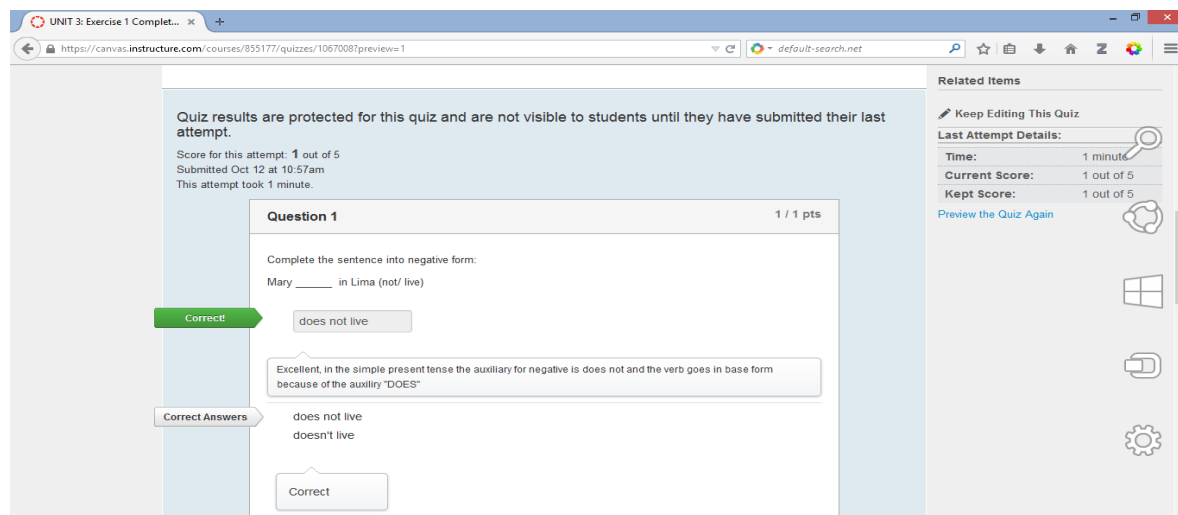 UNIT 3: Exercise 1 Complet...
https://canvas.instructure.com/courses/855177/quizzes/1067008?preview=1
default-search.net
Quiz results are protected for this quiz and are not visible to students until they have submitted their last
attempt.
Score for this attempt: 1 out of 5
Submitted Oct 12 at 10:57am
This attempt took 1 minute.
Question 1
1 / 1 pts
Complete the sentence into negative form:
Mary ______ in Lima (not/ live)
Correct!
does not live
Excellent, in the simple present tense the auxiliary for negative is does not and the verb goes in base form
because of the auxiliry "DOES"
Correct Answers
does not live
doesn't live
Correct
Related Items
Keep Editing This Quiz
Last Attempt Details:
Time: 1 minute
Current Score: 1 out of 5
Kept Score: 1 out of 5
Preview the Quiz Again